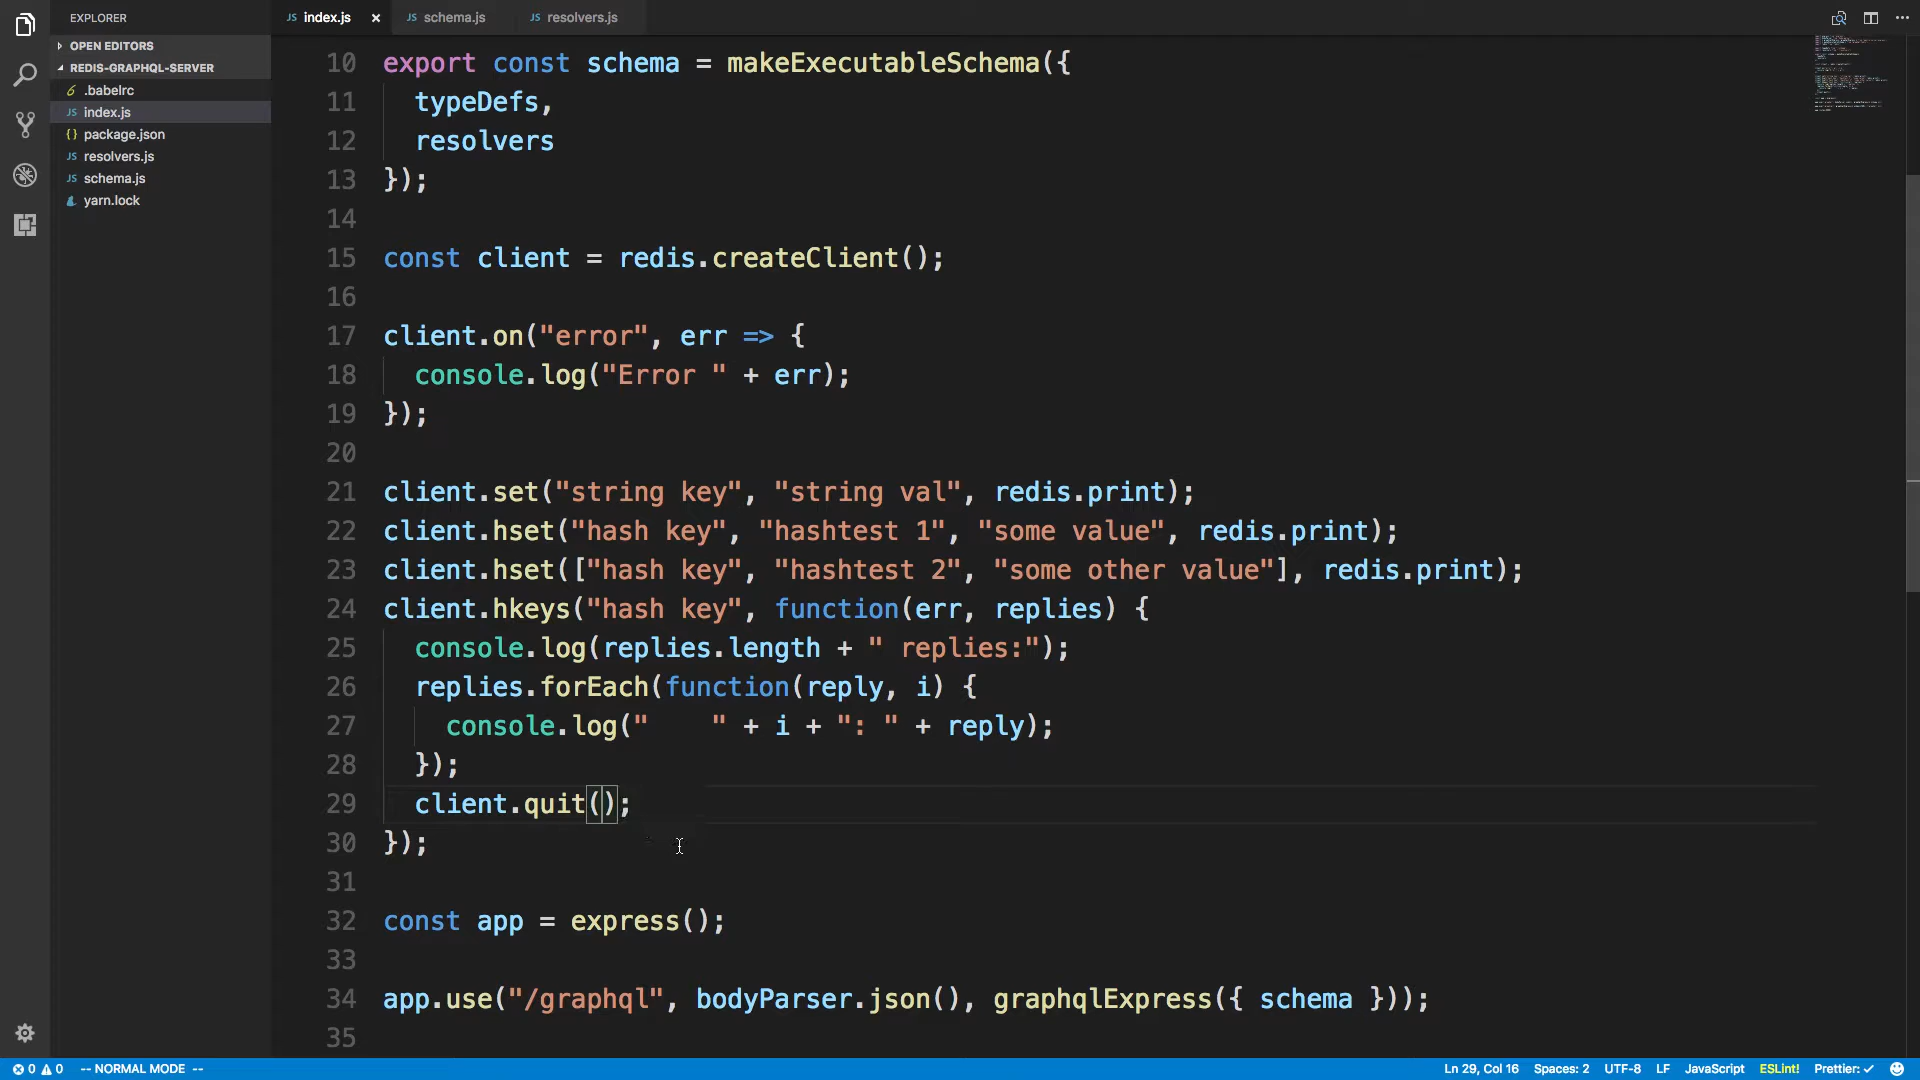 EXPLORER
OPEN EDITORS
REDIS-GRAPHQL-SERVER
.babelrc
JS index.js
{} package.json
JS resolvers.js
JS schema.js
yarn.lock
JS index.js ×
JS schema.js
JS resolvers.js
10 export const schema = makeExecutableSchema({
11 typeDefs,
12 resolvers
13 });
14
15 const client = redis.createClient();
16
17 client.on("error", err => {
18 console.log("Error " + err);
19 });
20
21 client.set("string key", "string val", redis.print);
22 client.hset("hash key", "hashtest 1", "some value", redis.print);
23 client.hset(["hash key", "hashtest 2", "some other value"], redis.print);
24 client.hkeys("hash key", function(err, replies) {
25 console.log(replies.length + " replies:");
26 replies.forEach(function(reply, i) {
27 console.log("    " + i + ": " + reply);
28 });
29 client.quit();
30 });
31
32 const app = express();
33
34 app.use("/graphql", bodyParser.json(), graphqlExpress({ schema }));
35
0 0 -- NORMAL MODE --
Ln 29, Col 16 Spaces: 2 UTF-8 LF JavaScript ESLint! Prettier: ✓